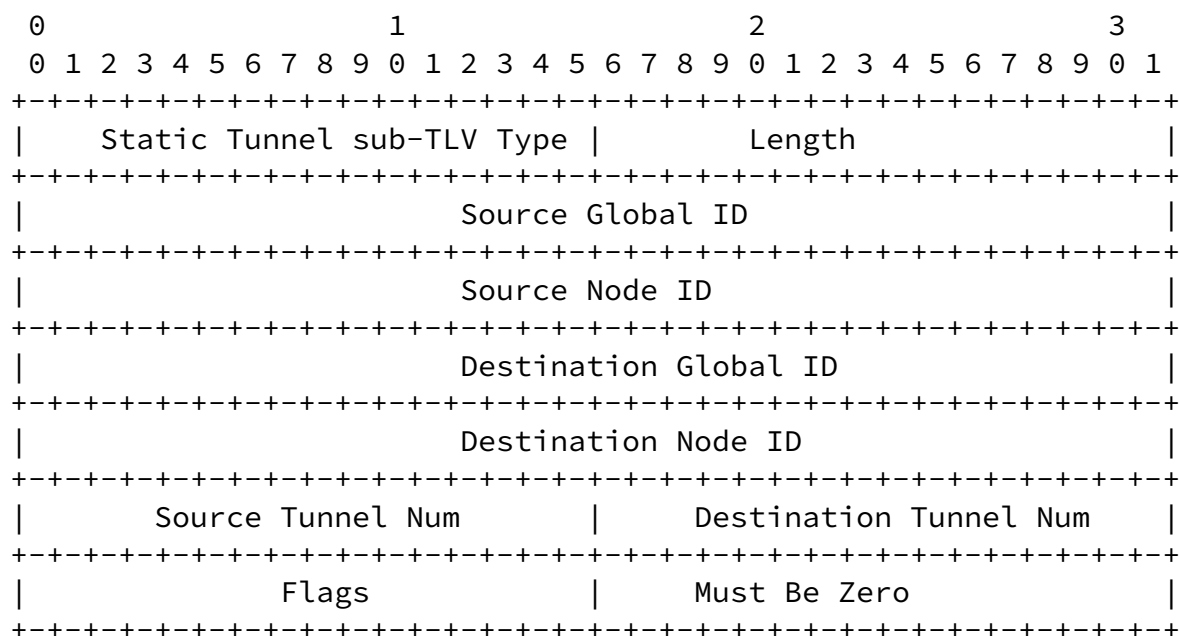 0                   1                   2                   3
 0 1 2 3 4 5 6 7 8 9 0 1 2 3 4 5 6 7 8 9 0 1 2 3 4 5 6 7 8 9 0 1
+-+-+-+-+-+-+-+-+-+-+-+-+-+-+-+-+-+-+-+-+-+-+-+-+-+-+-+-+-+-+-+-+
|    Static Tunnel sub-TLV Type |        Length                 |
+-+-+-+-+-+-+-+-+-+-+-+-+-+-+-+-+-+-+-+-+-+-+-+-+-+-+-+-+-+-+-+-+
|                        Source Global ID                       |
+-+-+-+-+-+-+-+-+-+-+-+-+-+-+-+-+-+-+-+-+-+-+-+-+-+-+-+-+-+-+-+-+
|                        Source Node ID                         |
+-+-+-+-+-+-+-+-+-+-+-+-+-+-+-+-+-+-+-+-+-+-+-+-+-+-+-+-+-+-+-+-+
|                        Destination Global ID                  |
+-+-+-+-+-+-+-+-+-+-+-+-+-+-+-+-+-+-+-+-+-+-+-+-+-+-+-+-+-+-+-+-+
|                        Destination Node ID                    |
+-+-+-+-+-+-+-+-+-+-+-+-+-+-+-+-+-+-+-+-+-+-+-+-+-+-+-+-+-+-+-+-+
|       Source Tunnel Num       |     Destination Tunnel Num    |
+-+-+-+-+-+-+-+-+-+-+-+-+-+-+-+-+-+-+-+-+-+-+-+-+-+-+-+-+-+-+-+-+
|              Flags            |     Must Be Zero              |
+-+-+-+-+-+-+-+-+-+-+-+-+-+-+-+-+-+-+-+-+-+-+-+-+-+-+-+-+-+-+-+-+